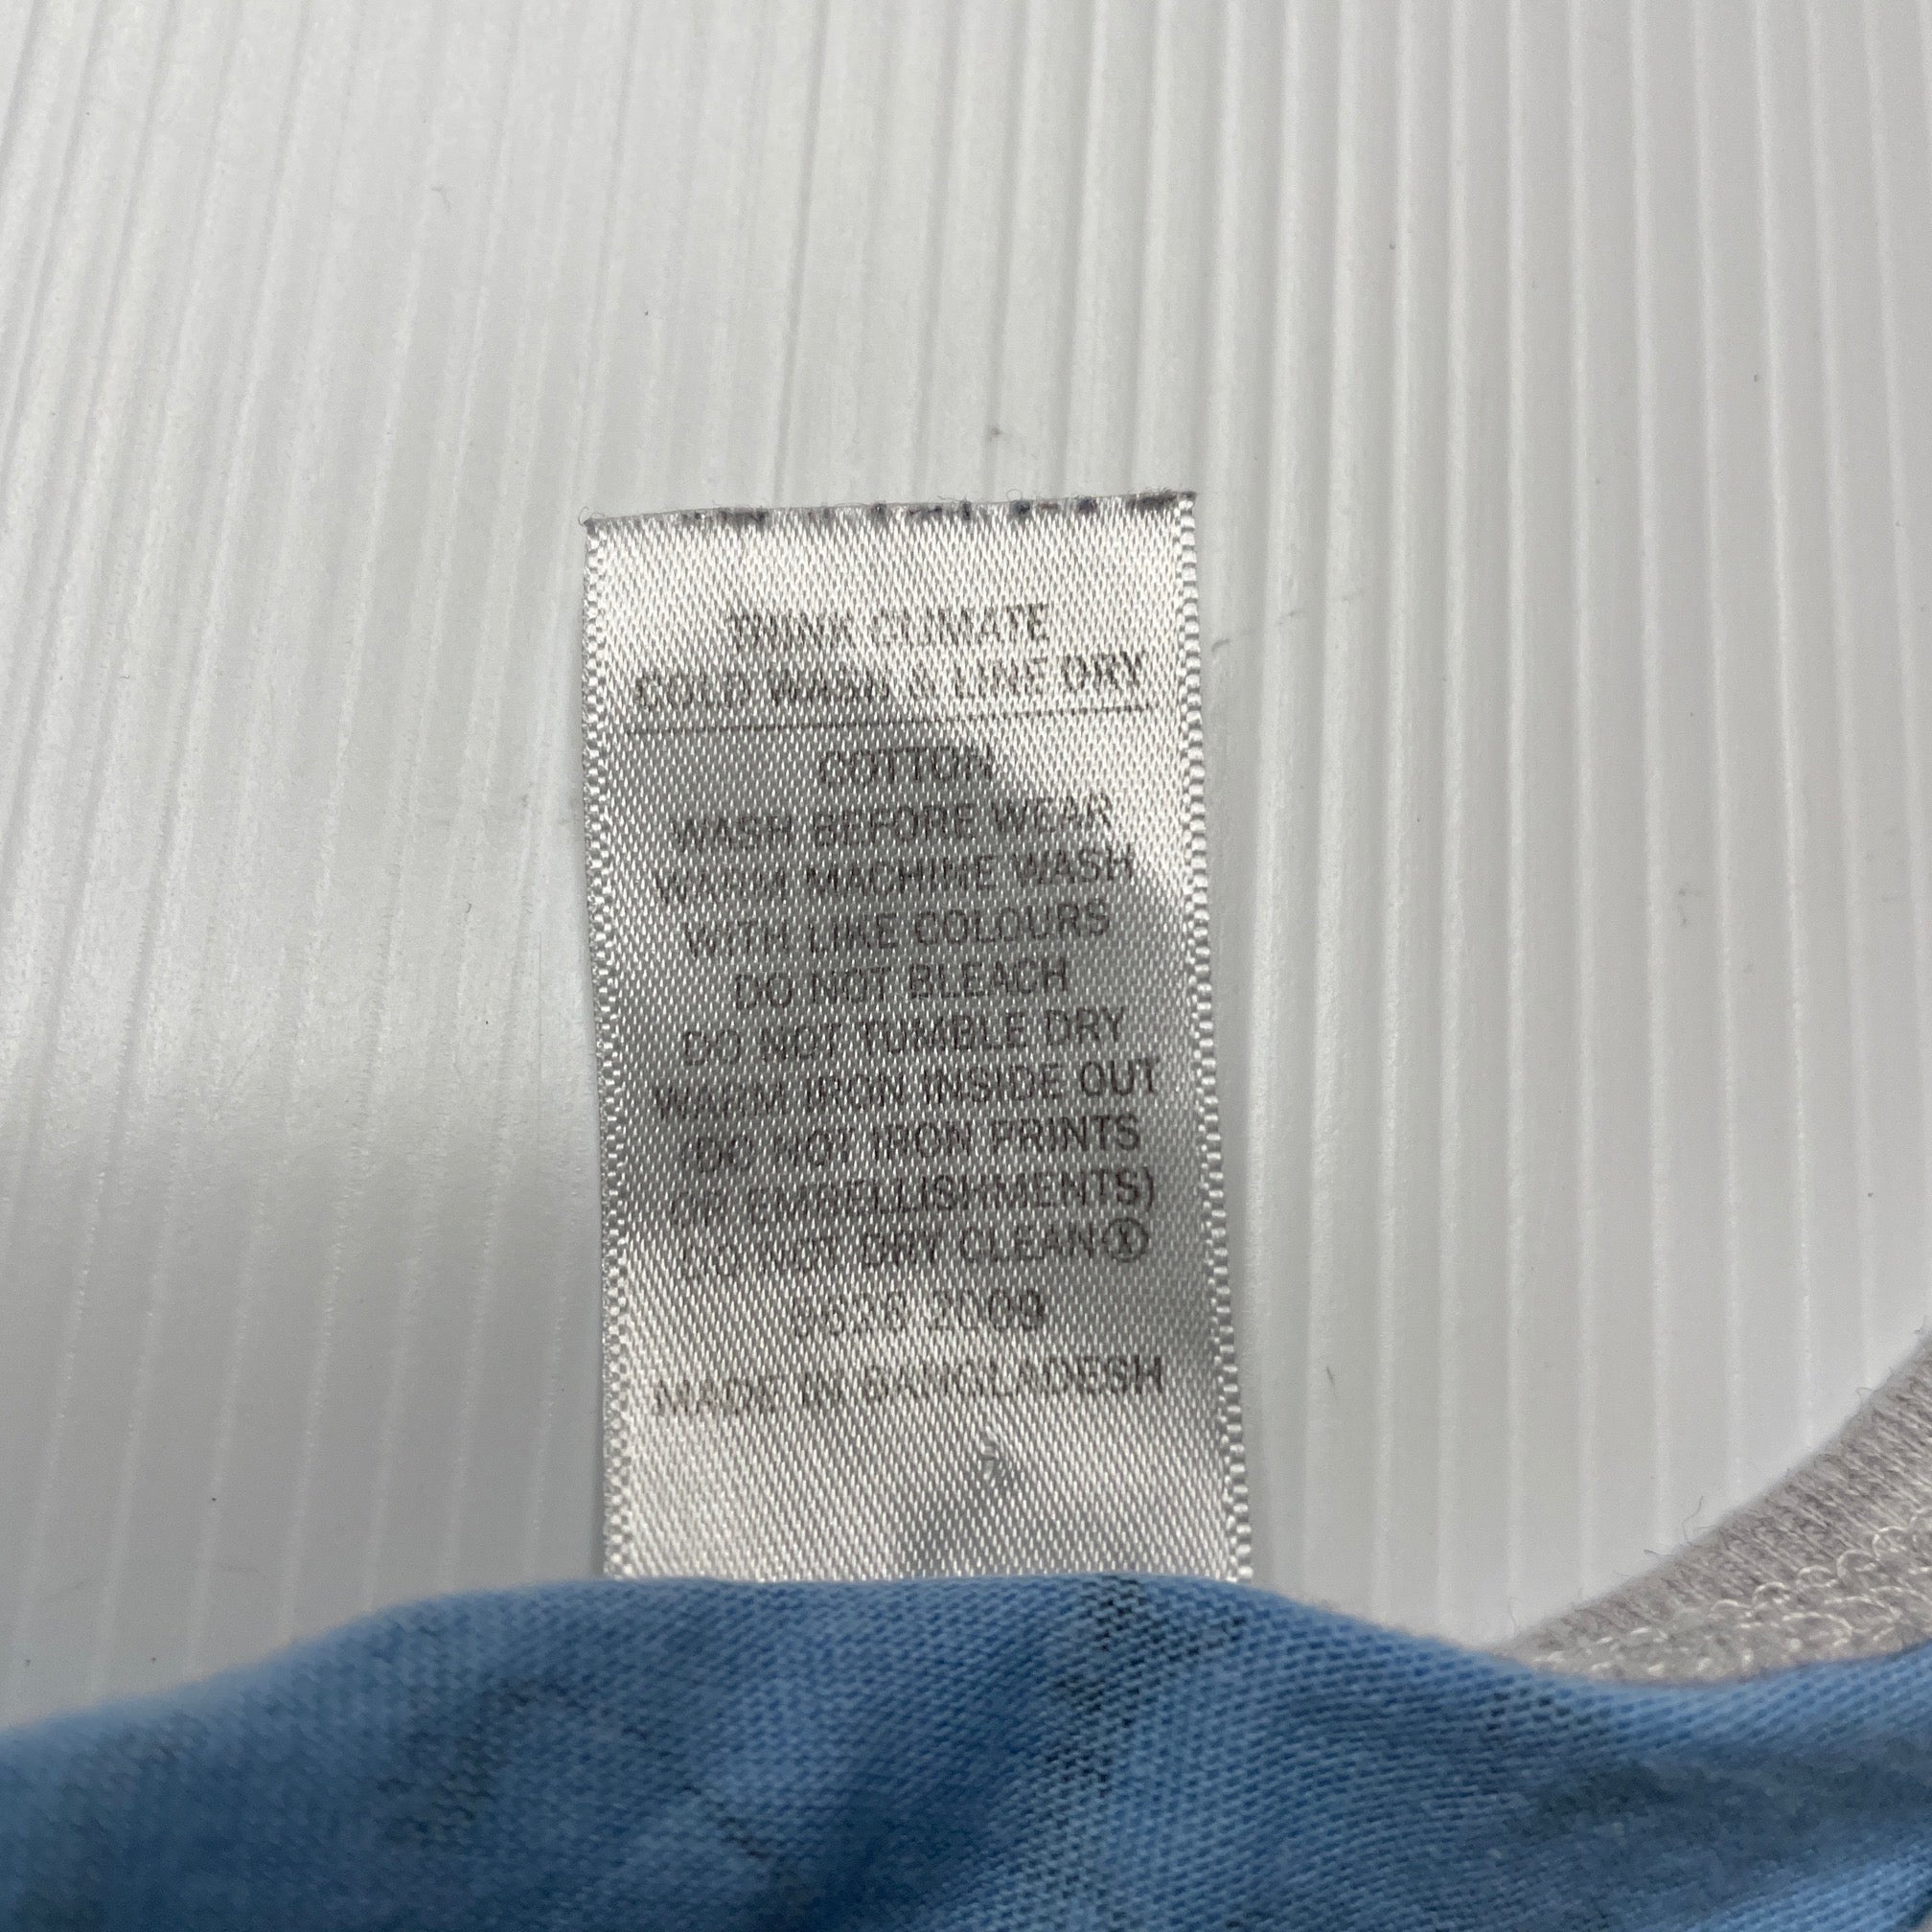 THINK CLIMATE
COLD WASH & LINE DRY
COTTON
WASH BEFORE WEAR
WARM MACHINE WASH
WITH LIKE COLOURS
DO NOT BLEACH
DO NOT TUMBLE DRY
WARM IRON INSIDE OUT
DO NOT IRON PRINTS
OR EMBELLISHMENTS)
DO NOT DRY CLEAN Ⓧ
MADE IN BANGLADESH